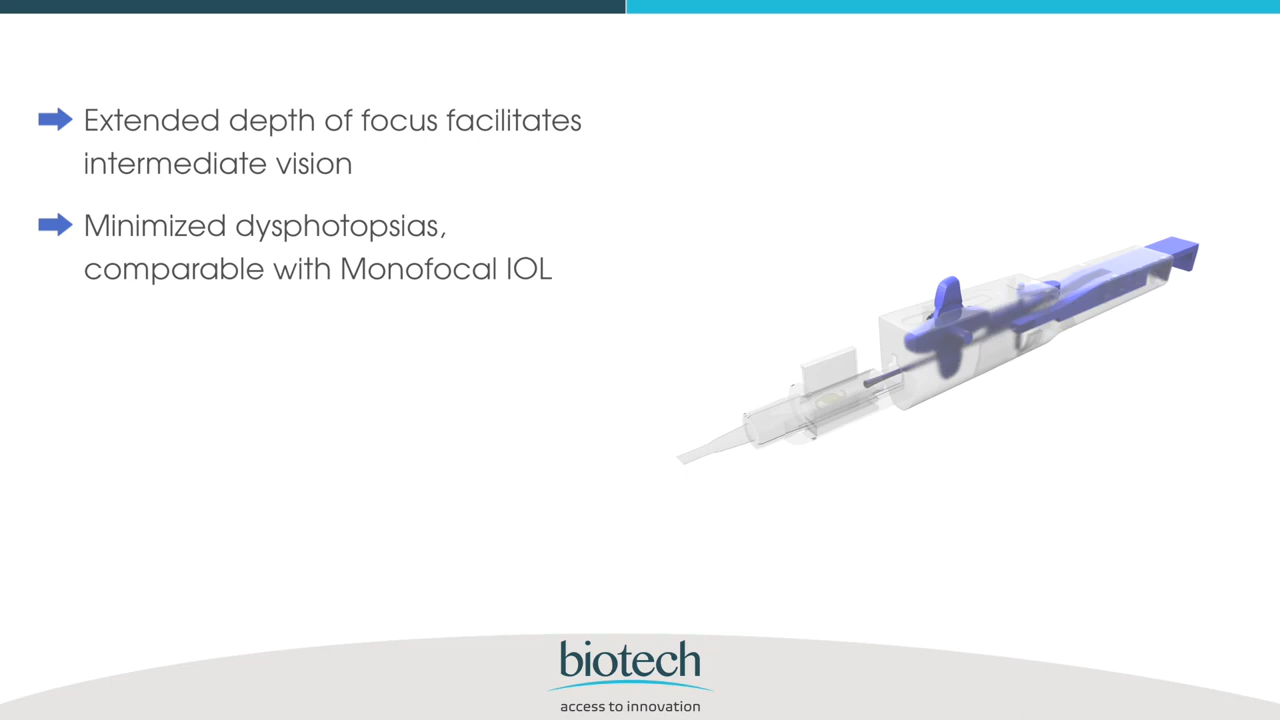 Extended depth of focus facilitates
intermediate vision
Minimized dysphotopsias,
comparable with Monofocal IOL
biotech
access to innovation